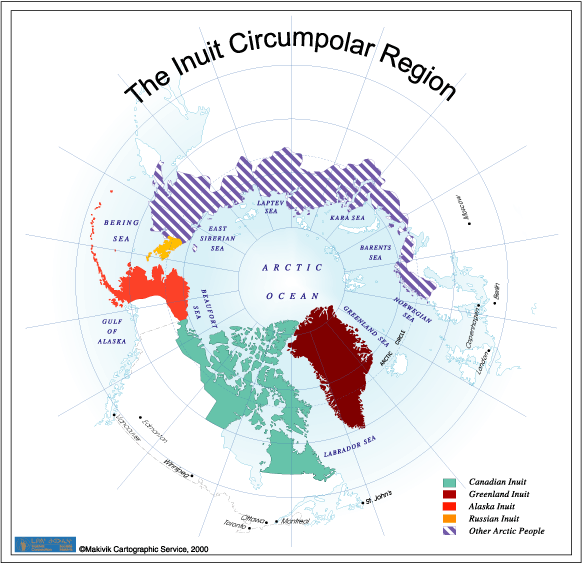 The Inuit Circumpolar Region
BERING
SEA
EAST
SIBERIAN
SEA
LAPTEV
SEA
KARA SEA
BARENTS
SEA
Moscow
ARCTIC
OCEAN
BEAUFORT
SEA
GULF
OF
ALASKA
GREENLAND SEA
NORWEGIAN
SEA
ARCTIC CIRCLE
Berlin
Copenhagen
London
LABRADOR SEA
Edmonton
Vancouver
Winnipeg
Ottawa
Toronto
Montreal
St. John's
Canadian Inuit
Greenland Inuit
Alaska Inuit
Russian Inuit
Other Arctic People
©Makivik Cartographic Service, 2000